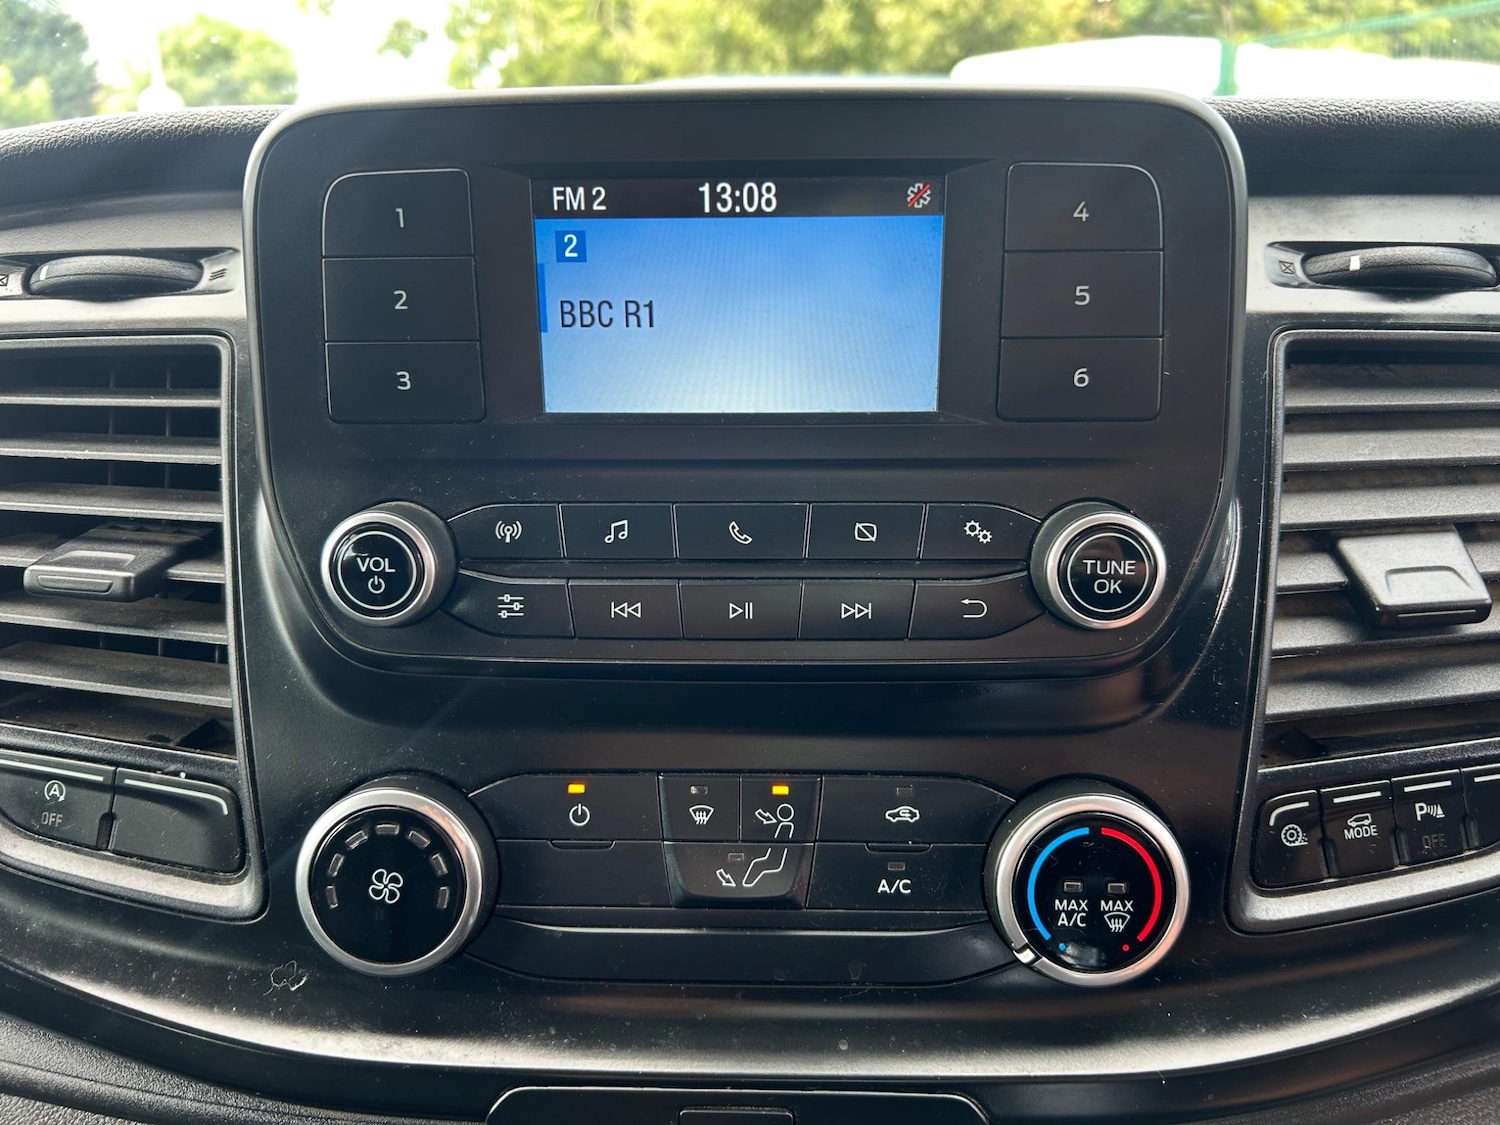 FM 2 13:08
2
BBC R1
1
2
3
4
5
6
VOL
TUNE
OK
A
OFF
A/C
MAX
A/C
MAX
MODE
P
OFF